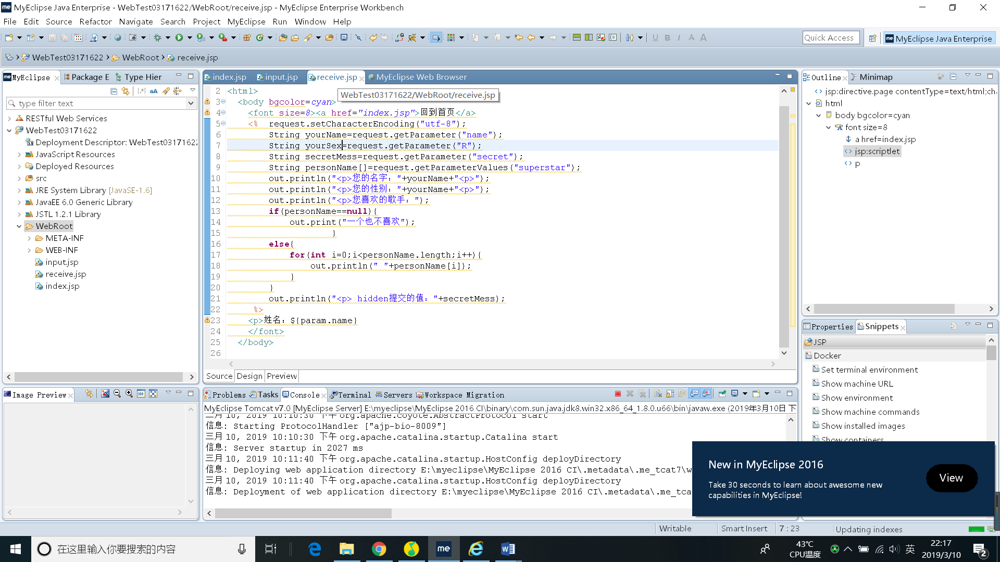 MyEclipse Java Enterprise - WebTest03171622/WebRoot/receive.jsp - MyEclipse Enterprise Workbench
File Edit Source Refactor Navigate Search Project MyEclipse Run Window Help
Quick Access
MyEclipse Java Enterprise
WebTest03171622 WebRoot receive.jsp
MyEclipse Package E Type Hier
type filter text
RESTful Web Services
WebTest03171622
Deployment Descriptor: WebTest03171622
JavaScript Resources
Deployed Resources
src
JRE System Library [JavaSE-1.6]
JavaEE 6.0 Generic Library
JSTL 1.2.1 Library
WebRoot
META-INF
WEB-INF
input.jsp
receive.jsp
index.jsp
index.jsp input.jsp receive.jsp MyEclipse Web Browser
WebTest03171622/WebRoot/receive.jsp
2 <html>
3 <body bgcolor=cyan>
4 <font size=8><a href="index.jsp">回到首页</a>
5 <% request.setCharacterEncoding("utf-8");
6 String yourName=request.getParameter("name");
7 String yourSex=request.getParameter("R");
8 String secretMess=request.getParameter("secret");
9 String personName[]=request.getParameterValues("superstar");
10 out.println("<p>您的名字："+yourName+"<p>");
11 out.println("<p>您的性别："+yourName+"<p>");
12 out.println("<p>您喜欢的歌手：");
13 if(personName==null){
14 out.print("一个也不喜欢");
15 }
16 else{
17 for(int i=0;i<personName.length;i++){
18 out.println(" "+personName[i]);
19 }
20 }
21 out.println("<p> hidden提交的值："+secretMess);
22 %>
23 <p>姓名：${param.name}
24 </font>
25 </body>
26
Source Design Preview
Outline Minimap
jsp:directive.page contentType=text/html;cha
html
body bgcolor=cyan
font size=8
a href=index.jsp
jsp:scriptlet
p
Properties Snippets
JSP
Docker
Set terminal environment
Show machine URL
Show environment
Show machine commands
Show installed images
Show containers
Image Preview
Problems Tasks Console Terminal Servers Workspace Migration
MyEclipse Tomcat v7.0 [MyEclipse Server] E:\myeclipse\MyEclipse 2016 CI\binary\com.sun.java.jdk8.win32.x86_64_1.8.0.u66\bin\javaw.exe (2019年3月10日 下
三月 10, 2019 10:10:30 下午 org.apache.coyote.AbstractProtocol start
信息: Starting ProtocolHandler ["ajp-bio-8009"]
三月 10, 2019 10:10:30 下午 org.apache.catalina.startup.Catalina start
信息: Server startup in 2027 ms
三月 10, 2019 10:11:40 下午 org.apache.catalina.startup.HostConfig deployDirectory
信息: Deploying web application directory E:\myeclipse\MyEclipse 2016 CI\.metadata\.me_tcat7\w
三月 10, 2019 10:11:40 下午 org.apache.catalina.startup.HostConfig deployDirectory
信息: Deployment of web application directory E:\myeclipse\MyEclipse 2016 CI\.metadata\.me_tca
New in MyEclipse 2016
Take 30 seconds to learn about awesome new
capabilities in MyEclipse!
View
Writable Smart Insert 7 : 23 Updating indexes
在这里输入你要搜索的内容
43℃
CPU温度
英
22:17
2019/3/10
2